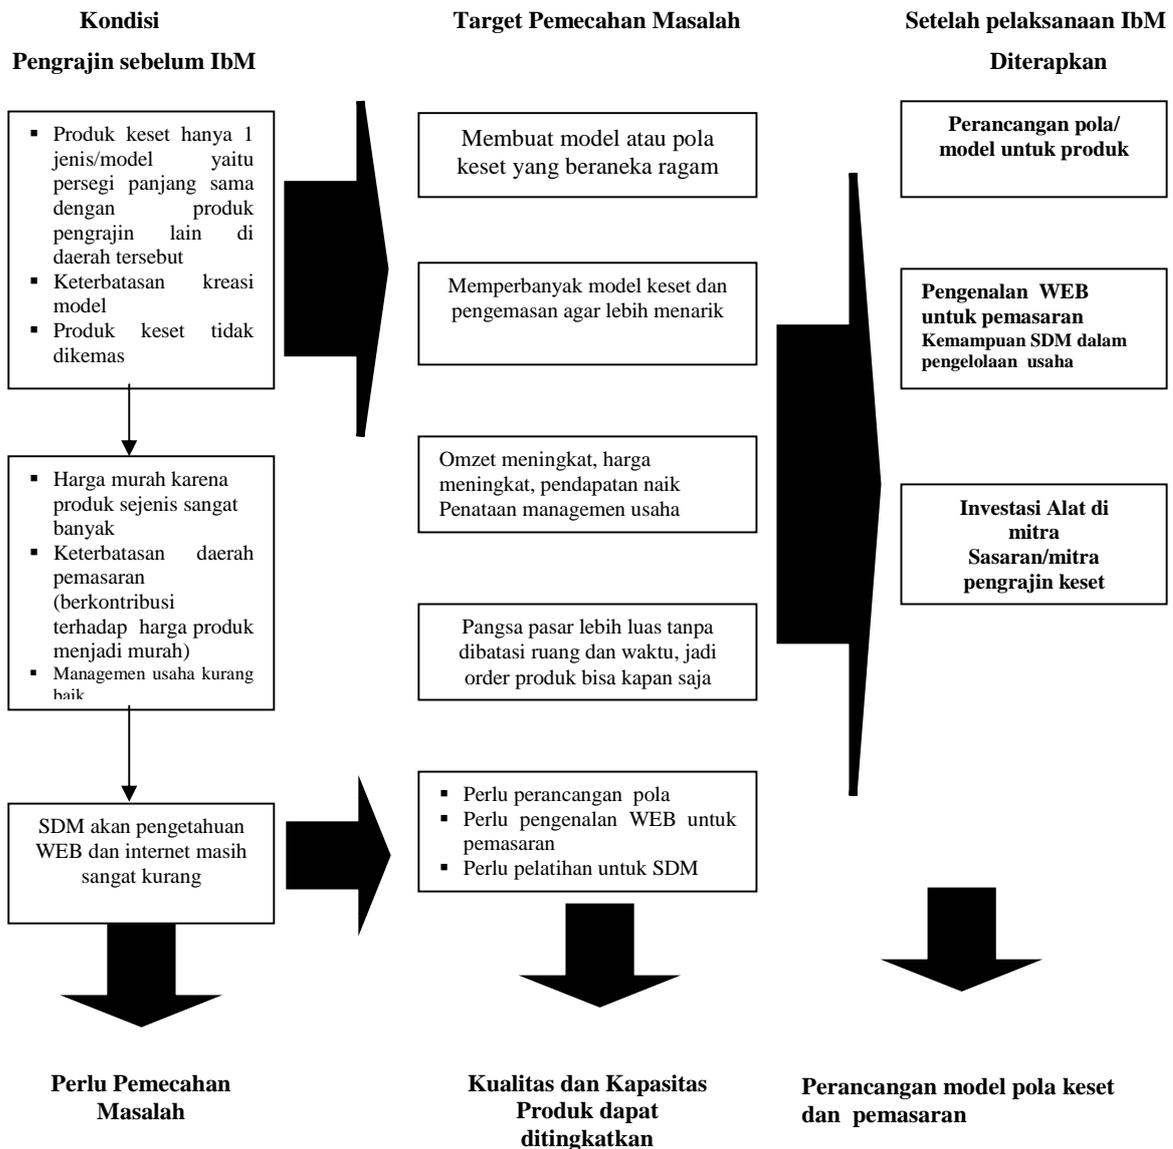 Kondisi
Pengrajin sebelum IbM
Target Pemecahan Masalah
Setelah pelaksanaan IbM
Diterapkan
▪ Produk keset hanya 1
jenis/model yaitu
persegi panjang sama
dengan produk
pengrajin lain di
daerah tersebut
▪ Keterbatasan kreasi
model
▪ Produk keset tidak
dikemas
▪ Harga murah karena
produk sejenis sangat
banyak
▪ Keterbatasan daerah
pemasaran
(berkontribusi
terhadap harga produk
menjadi murah)
▪ Managemen usaha kurang
baik
SDM akan pengetahuan
WEB dan internet masih
sangat kurang
Perlu Pemecahan
Masalah
Membuat model atau pola
keset yang beraneka ragam
Memperbanyak model keset dan
pengemasan agar lebih menarik
Omzet meningkat, harga
meningkat, pendapatan naik
Penataan managemen usaha
Pangsa pasar lebih luas tanpa
dibatasi ruang dan waktu, jadi
order produk bisa kapan saja
▪ Perlu perancangan pola
▪ Perlu pengenalan WEB untuk
pemasaran
▪ Perlu pelatihan untuk SDM
Kualitas dan Kapasitas
Produk dapat
ditingkatkan
Perancangan pola/
model untuk produk
Pengenalan WEB
untuk pemasaran
Kemampuan SDM dalam
pengelolaan usaha
Investasi Alat di
mitra
Sasaran/mitra
pengrajin keset
Perancangan model pola keset
dan pemasaran